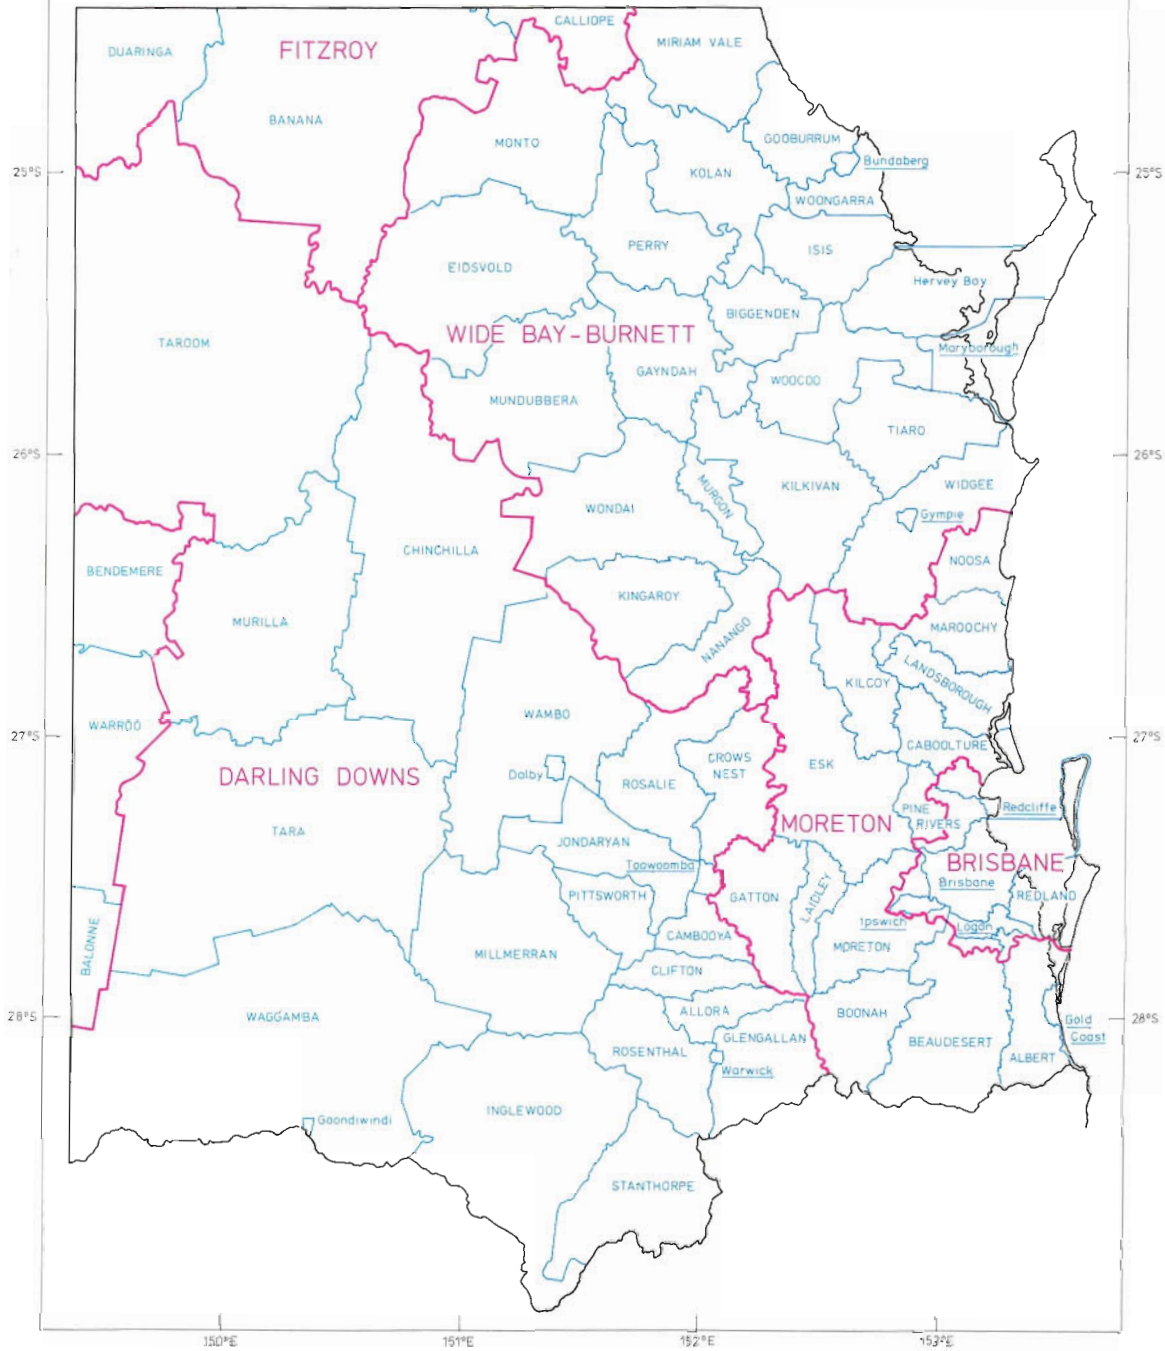 CALLIOPE
MIRIAM VALE
DUARINGA
FITZROY
BANANA
MONTO
GOOBURRUM
Bundaberg
25°S
KOLAN
25°S
WOONGARRA
PERRY
ISIS
EIDSVOLD
Hervey Bay
BIGGENDEN
WIDE BAY-BURNETT
TAROOM
Maryborough
GAYNDAH
WOOCOO
MUNDUBBERA
TIARO
26°S
26°S
WIDGEE
KILKIVAN
MURGON
WONDAI
Gympie
CHINCHILLA
NOOSA
BENDEMERE
KINGAROY
MURILLA
MAROOCHY
NANANGO
LANDSBOROUGH
KILCOY
WAMBO
WARROO
27°S
27°S
CABOOLTURE
CROWS
NEST
ESK
DARLING DOWNS
Dalby
ROSALIE
PINE
RIVERS
Redcliffe
MORETON
TARA
JONDARYAN
BRISBANE
Toowoomba
Brisbane
PITTSWORTH
GATTON
LAIDLEY
REDLAND
Ipswich
Logan
CAMBOOYA
MORETON
BALONNE
MILLMERRAN
CLIFTON
ALLORA
BOONAH
28°S
WAGGAMBA
28°S
Gold
Coast
GLENGALLAN
BEAUDESERT
ROSENTHAL
ALBERT
Warwick
INGLEWOOD
Goondiwindi
STANTHORPE
150°E
151°E
152°E
153°E